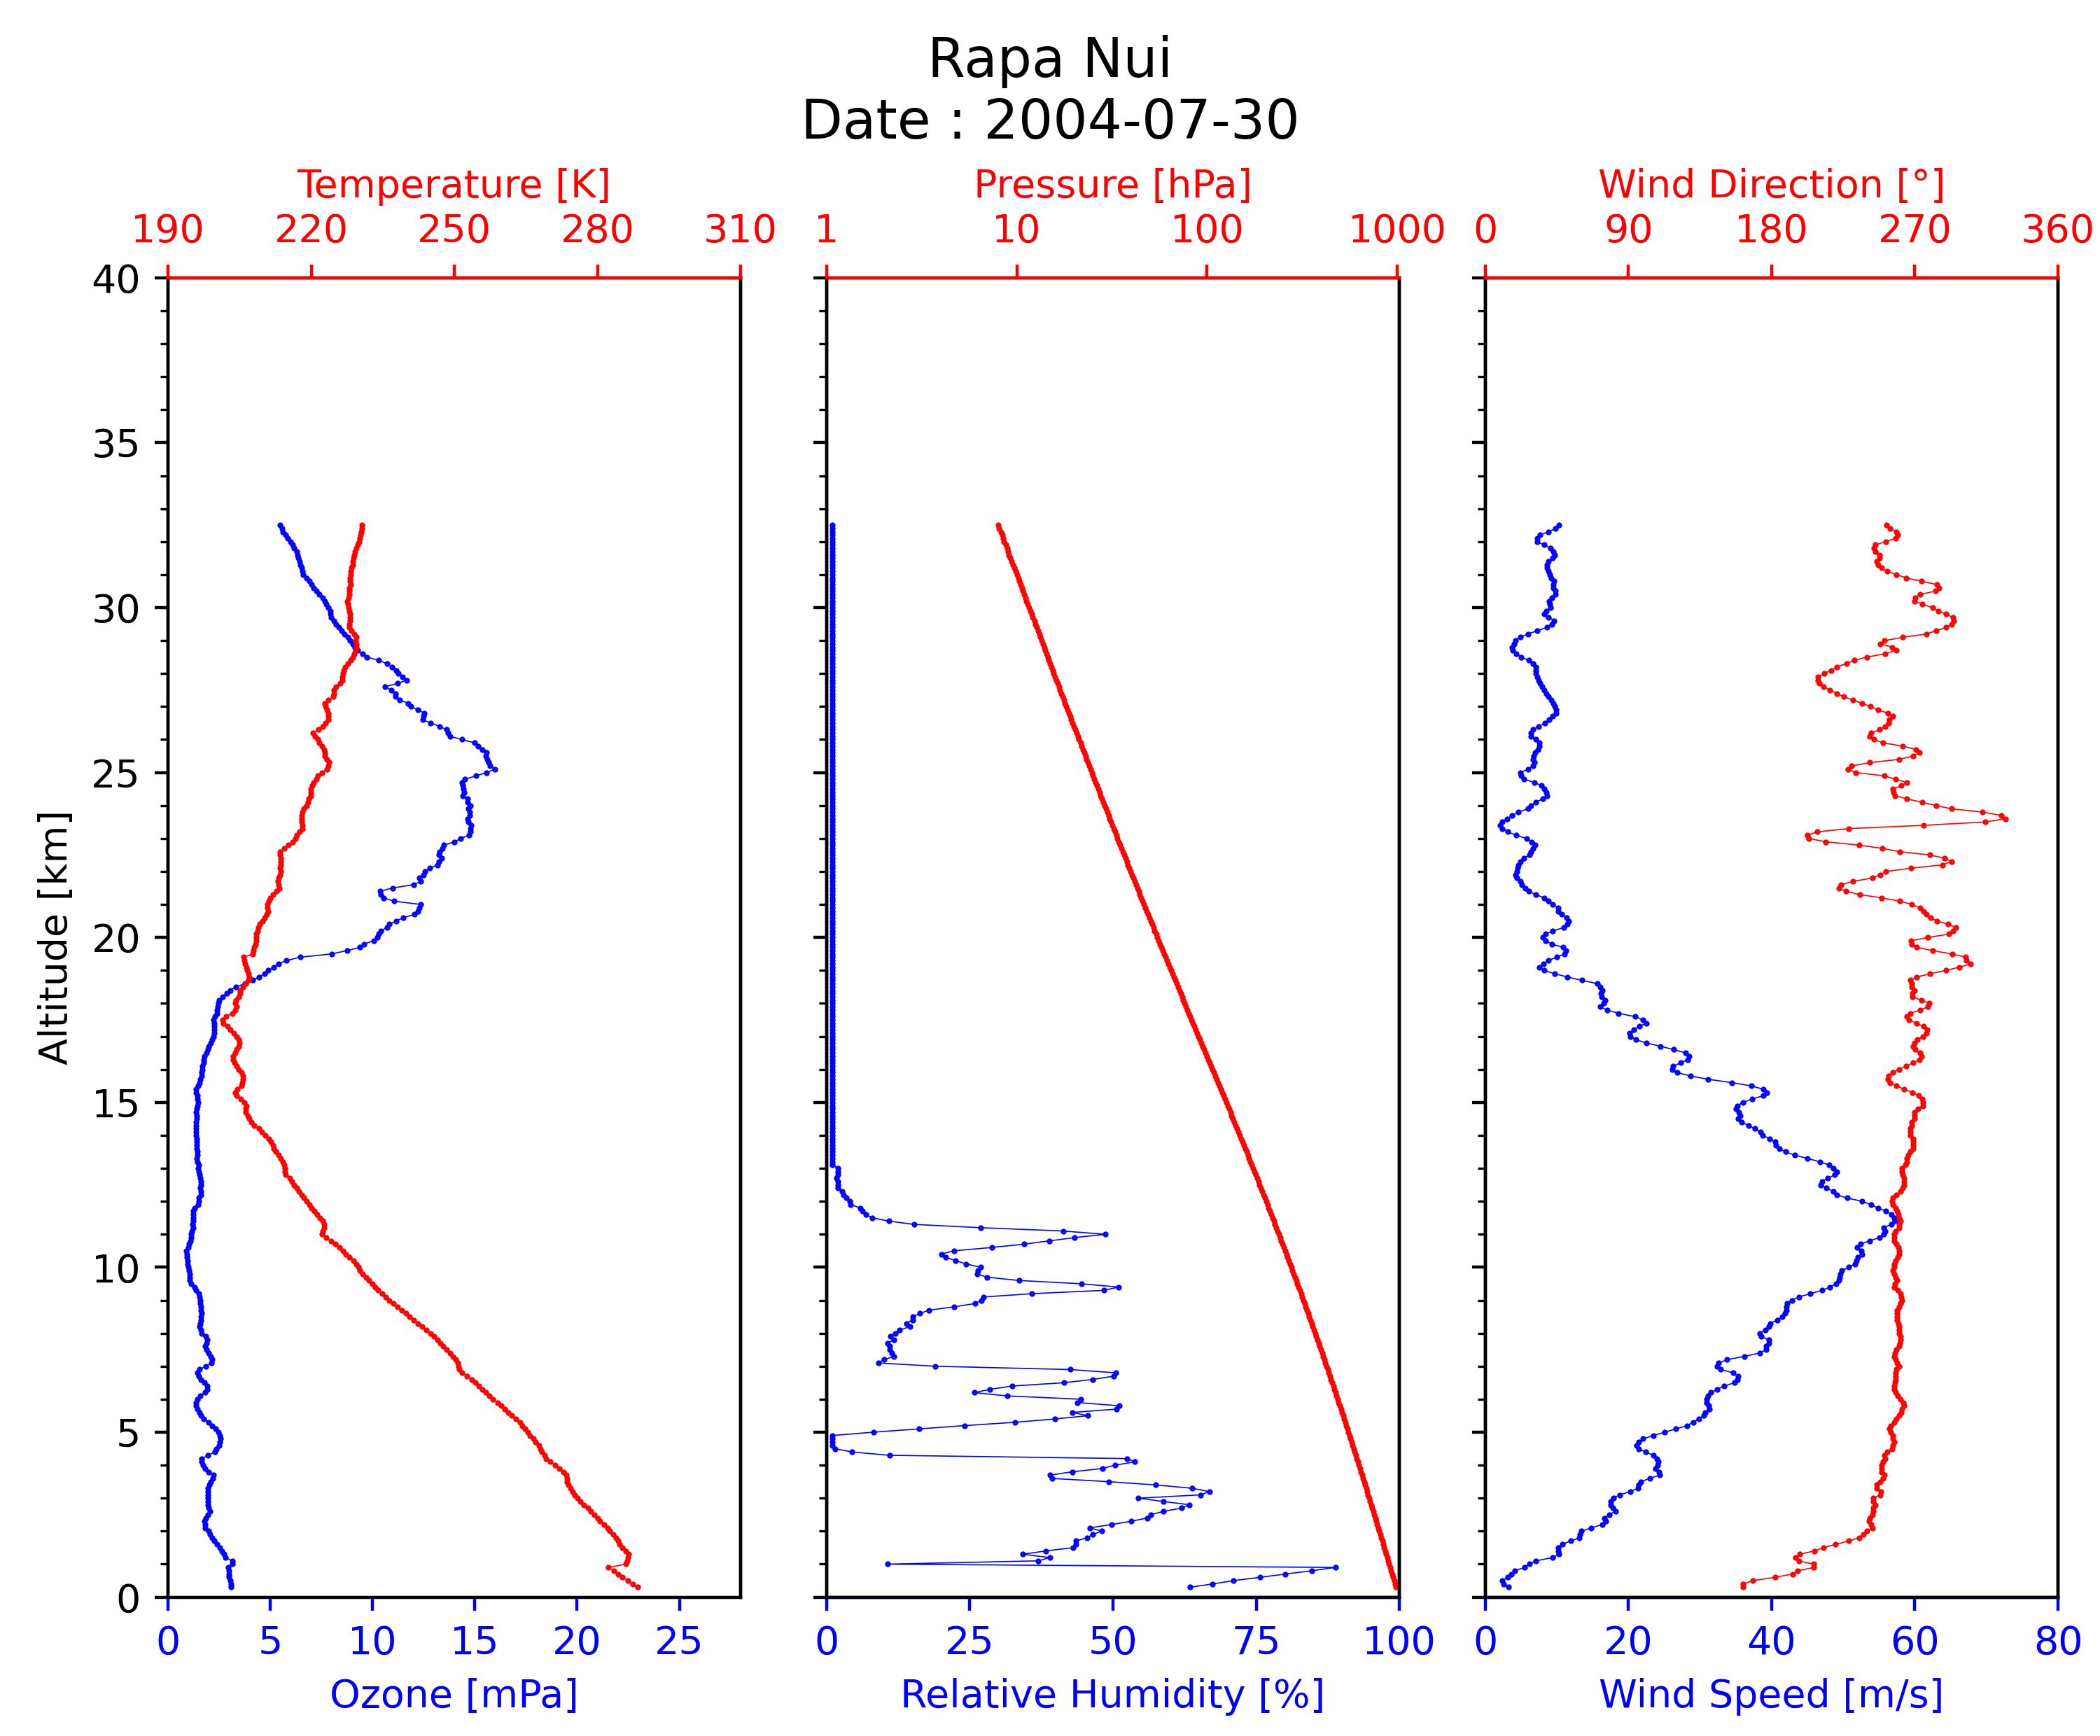 Rapa Nui
Date : 2004-07-30
Temperature [K]
190 220 250 280 310
Pressure [hPa]
1 10 100 1000
Wind Direction [°]
0 90 180 270 360
Altitude [km]
40
35
30
25
20
15
10
5
0
0 5 10 15 20 25
Ozone [mPa]
0 25 50 75 100
Relative Humidity [%]
0 20 40 60 80
Wind Speed [m/s]